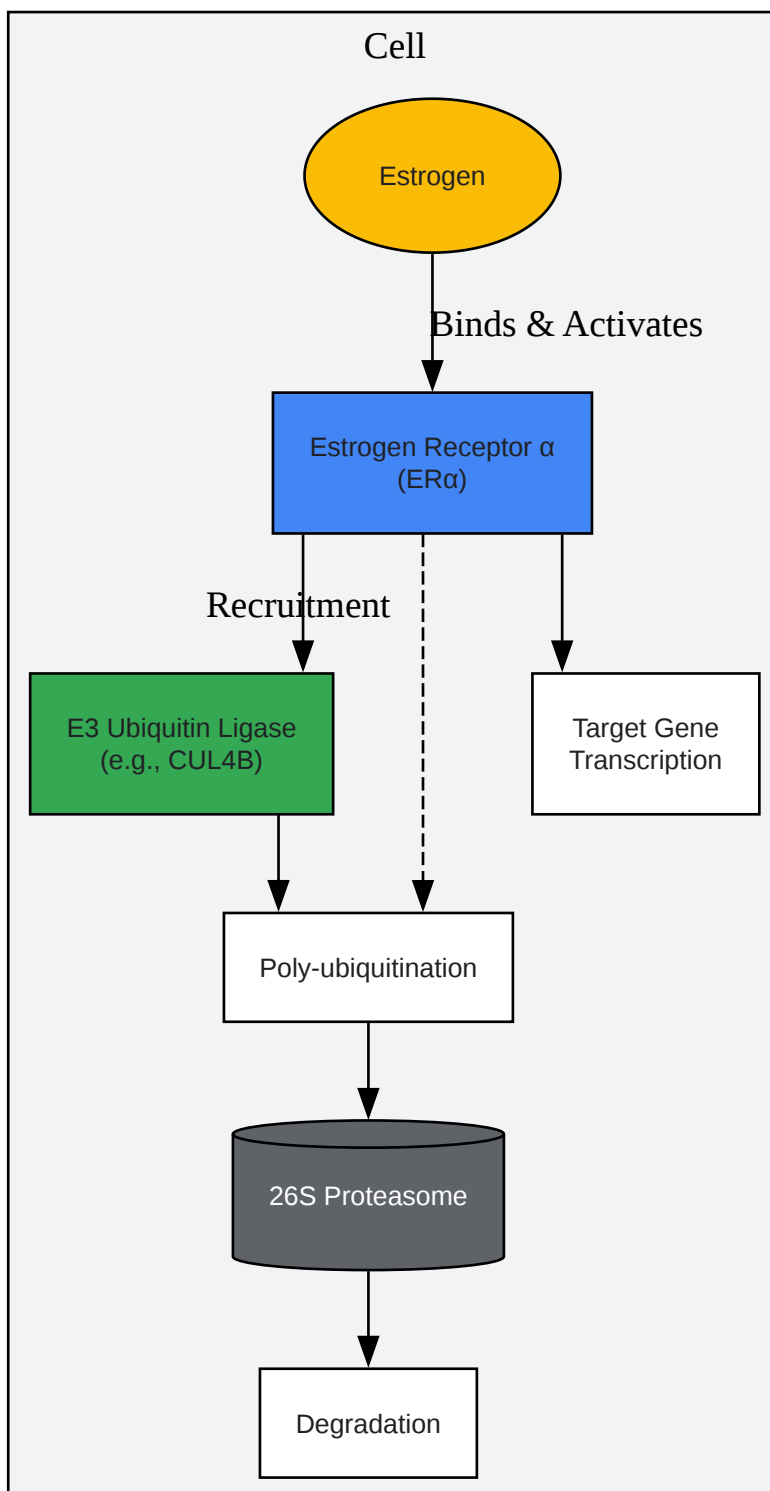 Cell
Estrogen
Binds & Activates
Estrogen Receptor α
(ERα)
Recruitment
E3 Ubiquitin Ligase
(e.g., CUL4B)
Target Gene
Transcription
Poly-ubiquitination
26S Proteasome
Degradation